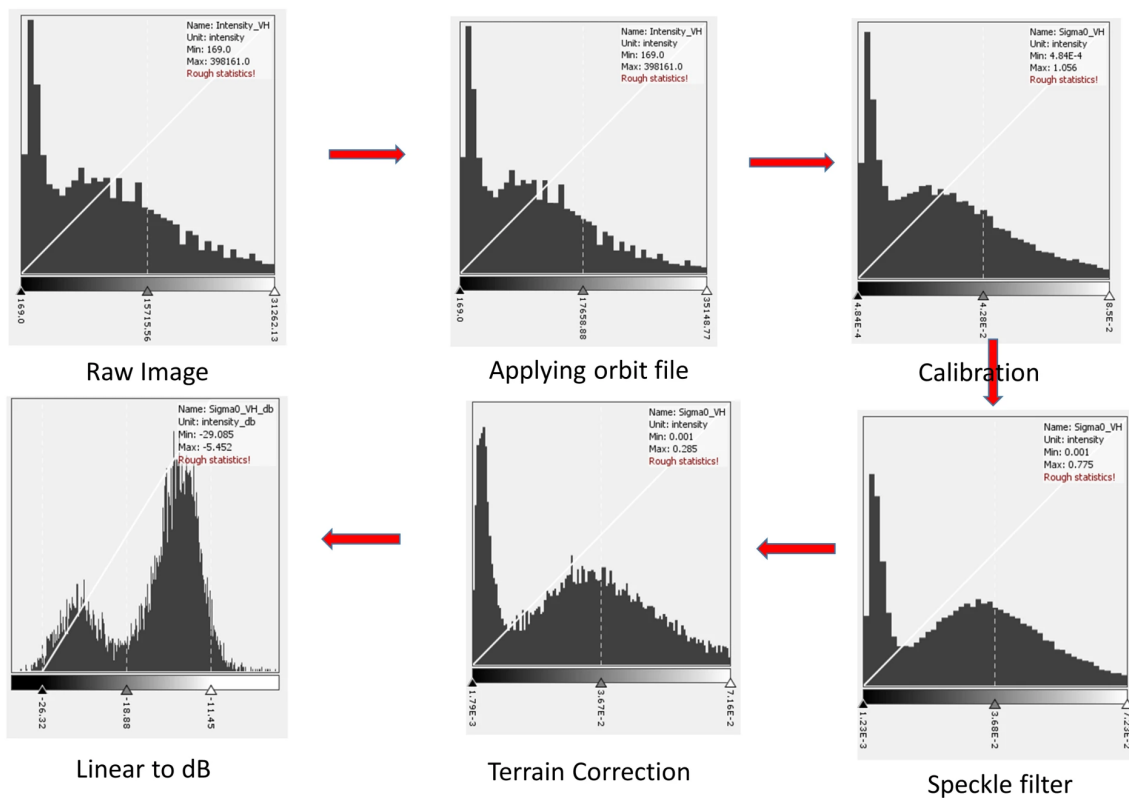 Name: Intensity_VH
Unit: intensity
Min: 169.0
Max: 398161.0
Rough statistics!
169.0
15715.56
31262.13
Raw Image
Name: Intensity_VH
Unit: intensity
Min: 169.0
Max: 398161.0
Rough statistics!
169.0
17658.88
35148.77
Applying orbit file
Name: Sigma0_VH
Unit: intensity
Min: 4.84E-4
Max: 1.056
Rough statistics!
4.84E-4
4.28E-2
8.5E-2
Calibration
Name: Sigma0_VH_db
Unit: intensity_db
Min: -29.085
Max: -5.452
Rough statistics!
-26.32
-18.88
-11.45
Linear to dB
Name: Sigma0_VH
Unit: intensity
Min: 0.001
Max: 0.285
Rough statistics!
1.79E-3
3.67E-2
7.16E-2
Terrain Correction
Name: Sigma0_VH
Unit: intensity
Min: 0.001
Max: 0.775
Rough statistics!
1.23E-3
3.68E-2
7.23E-2
Speckle filter